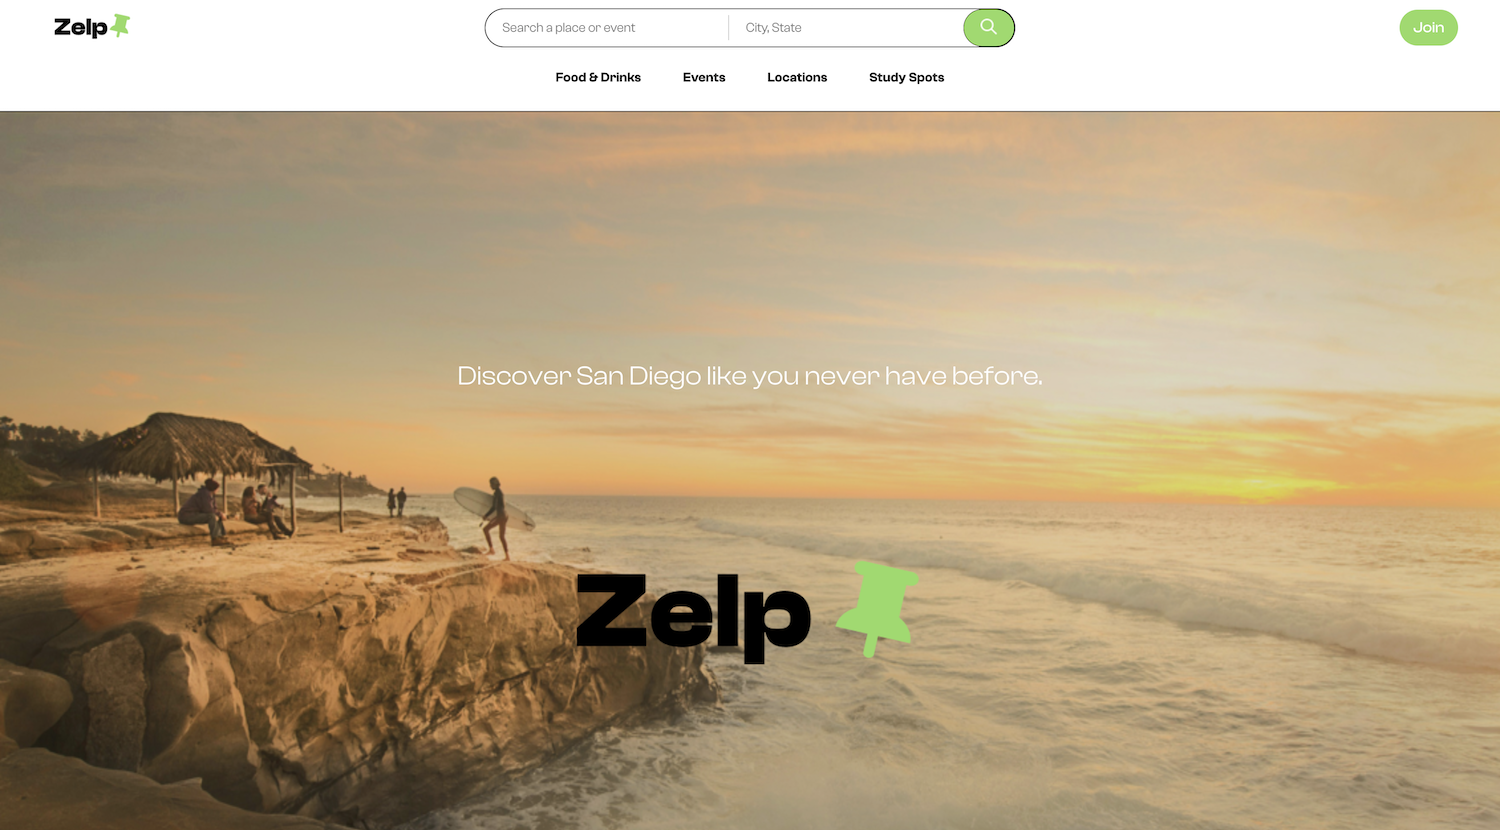 Zelp
Search a place or event
City, State
Join
Food & Drinks
Events
Locations
Study Spots
Discover San Diego like you never have before.
Zelp